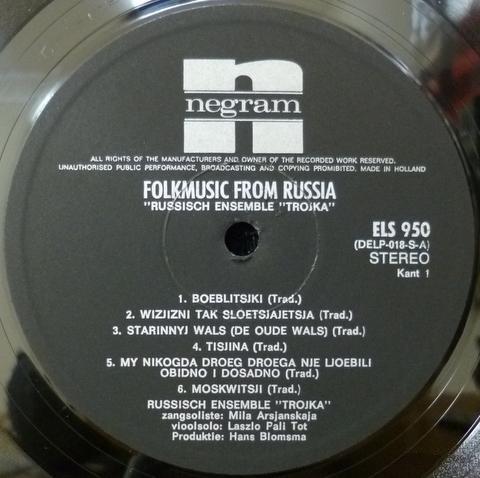 n
negram
ALL RIGHTS OF THE MANUFACTURERS AND OWNER OF THE RECORDED WORK RESERVED.
UNAUTHORISED PUBLIC PERFORMANCE, BROADCASTING AND COPYING PROHIBITED. MADE IN HOLLAND
FOLKMUSIC FROM RUSSIA
"RUSSISCH ENSEMBLE "TROJKA"
ELS 950
(DELP-018-S-A)
STEREO
Kant 1
1. BOEBLITSJKI (Trad.)
2. WIZJIZNI TAK SLOETSJAJETSJA (Trad.)
3. STARINNYJ WALS (DE OUDE WALS) (Trad.)
4. TISJINA (Trad.)
5. MY NIKOGDA DROEG DROEGA NJE LJOEBILI
OBIDNO I DOSADNO (Trad.)
6. MOSKWITSJI (Trad.)
RUSSISCH ENSEMBLE "TROJKA"
zangsoliste: Mila Arsjanskaja
vioolsolo: Laszlo Pali Tot
Produktie: Hans Blomsma